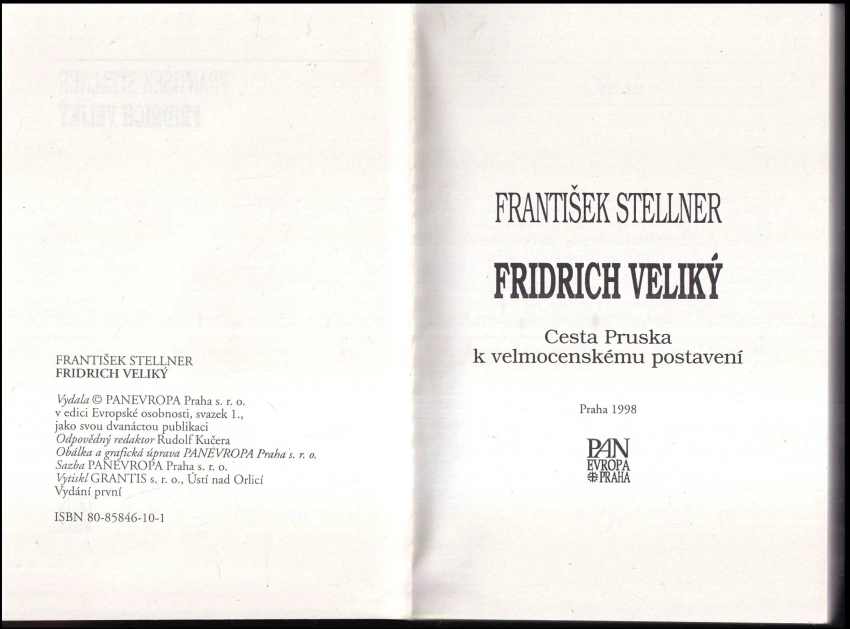 FRANTIŠEK STELLNER
FRIDRICH VELIKÝ
Vydala © PANEVROPA Praha s. r. o.
v edici Evropské osobnosti, svazek 1.,
jako svou dvanáctou publikaci
Odpovědný redaktor Rudolf Kučera
Obálka a grafická úprava PANEVROPA Praha s. r. o.
Sazba PANEVROPA Praha s. r. o.
Vytiskl GRANTIS s. r. o., Ústí nad Orlicí
Vydání první
ISBN 80-85846-10-1
FRANTIŠEK STELLNER
FRIDRICH VELIKÝ
Cesta Pruska
k velmocenskému postavení
Praha 1998
PAN
EVROPA
PRAHA